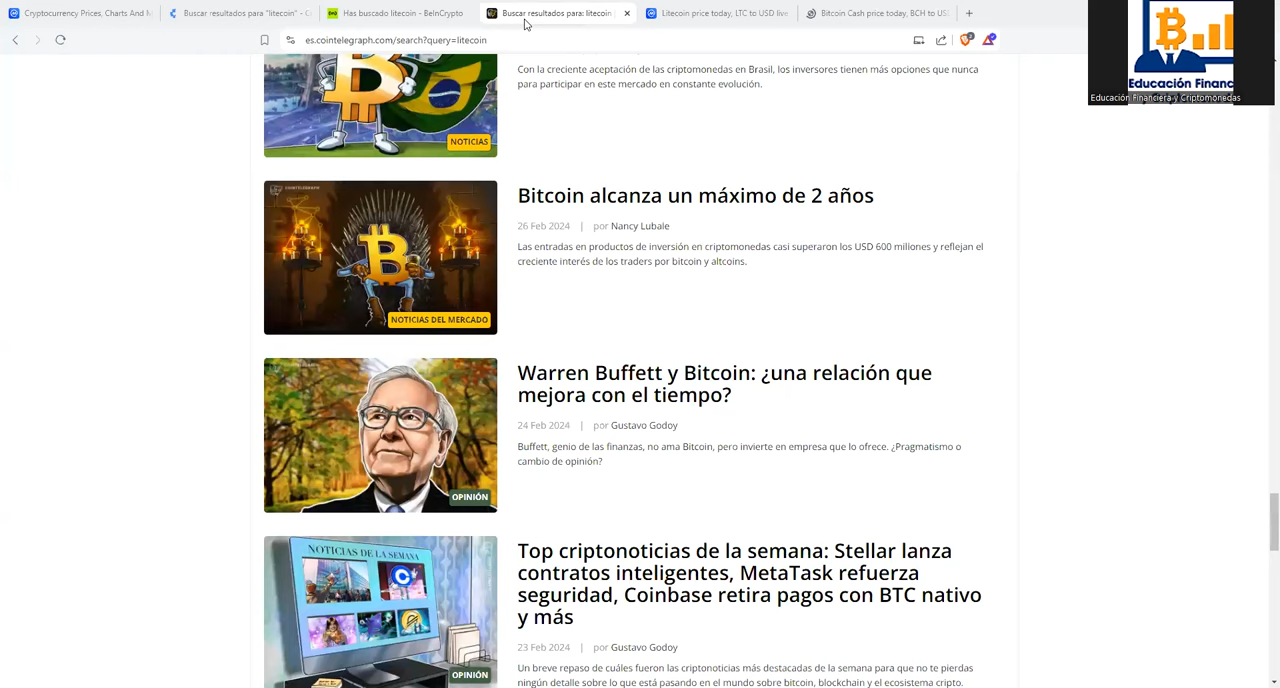 Cryptocurrency Prices, Charts And M
Buscar resultados para "litecoin" - C
Has buscado litecoin - BeInCrypto
Buscar resultados para: litecoin
Litecoin price today, LTC to USD live
Bitcoin Cash price today, BCH to US
es.cointelegraph.com/search?query=litecoin
Educación Financ
Educación Financiera y Criptomonedas
Con la creciente aceptación de las criptomonedas en Brasil, los inversores tienen más opciones que nunca
para participar en este mercado en constante evolución.
NOTICIAS
COINTELEGRAPH
Bitcoin alcanza un máximo de 2 años
26 Feb 2024 | por Nancy Lubale
Las entradas en productos de inversión en criptomonedas casi superaron los USD 600 millones y reflejan el
creciente interés de los traders por bitcoin y altcoins.
NOTICIAS DEL MERCADO
Warren Buffett y Bitcoin: ¿una relación que
mejora con el tiempo?
24 Feb 2024 | por Gustavo Godoy
Buffett, genio de las finanzas, no ama Bitcoin, pero invierte en empresa que lo ofrece. ¿Pragmatismo o
cambio de opinión?
OPINIÓN
NOTICIAS DE LA SEMANA
Top criptonoticias de la semana: Stellar lanza
contratos inteligentes, MetaTask refuerza
seguridad, Coinbase retira pagos con BTC nativo
y más
23 Feb 2024 | por Gustavo Godoy
Un breve repaso de cuáles fueron las criptonoticias más destacadas de la semana para que no te pierdas
ningún detalle sobre lo que está pasando en el mundo sobre bitcoin, blockchain y el ecosistema cripto.
OPINIÓN